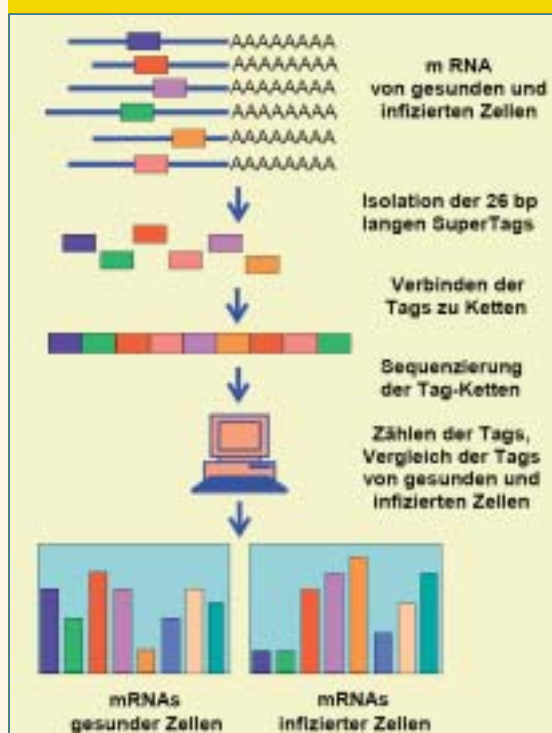 AAAAAAAA
AAAAAAAA
AAAAAAAA
AAAAAAAA
AAAAAAAA
AAAAAAAA
m RNA
von gesunden und
infizierten Zellen
Isolation der 26 bp
langen SuperTags
Verbinden der
Tags zu Ketten
Sequenzierung
der Tag-Ketten
Zählen der Tags,
Vergleich der Tags
von gesunden und
infizierten Zellen
mRNAs
gesunder Zellen
mRNAs
infizierter Zellen